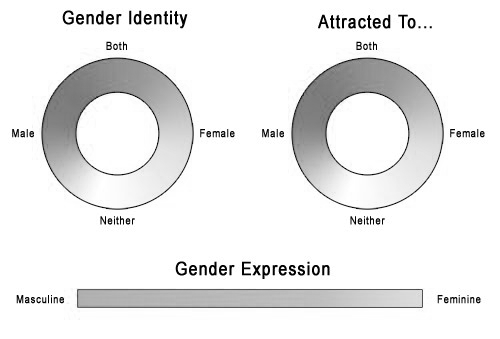 Gender Identity
Attracted To...
Both
Both
Male
Female
Male
Female
Neither
Neither
Gender Expression
Masculine
Feminine